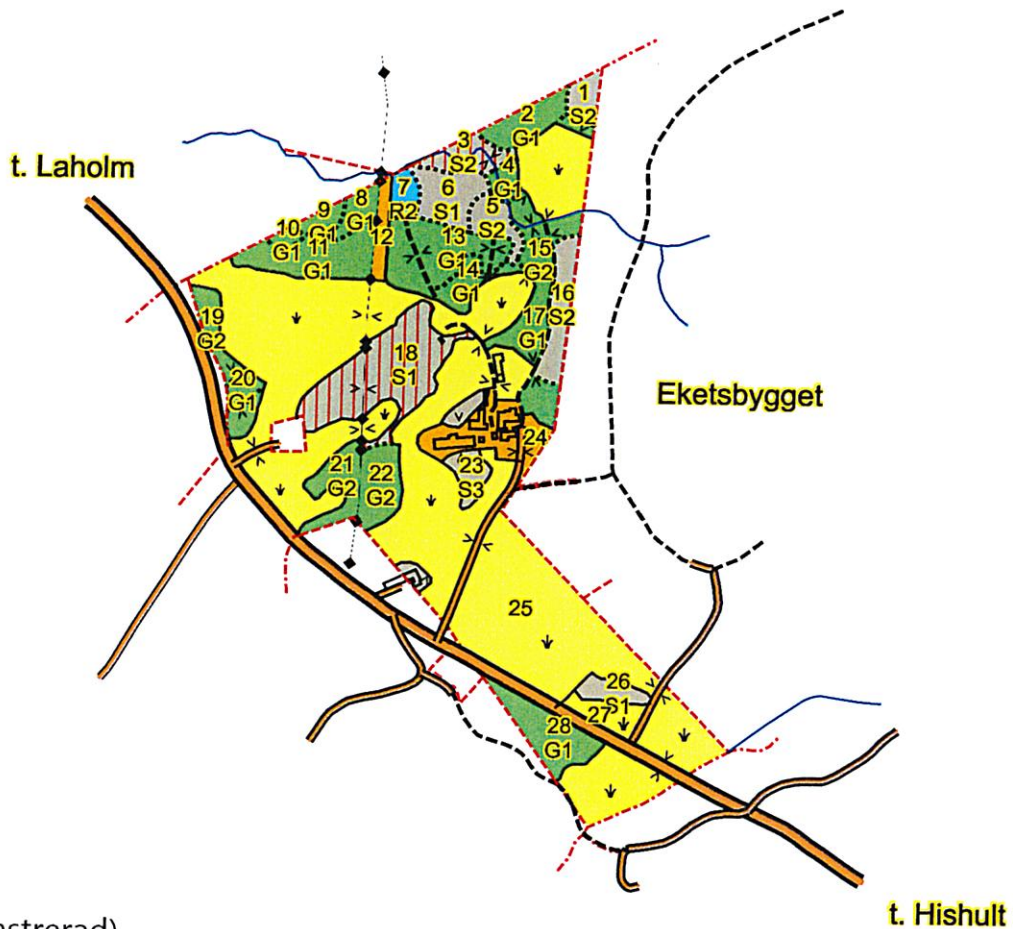 t. Laholm
1
S2
2
G1
3
S2
4
G1
5
S2
6
S1
7
R2
8
G1
9
G1
10
G1
11
G1
12
13
G1
14
G1
15
G2
16
S2
17
G1
18
S1
19
G2
20
G1
Eketsbygget
21
G2
22
G2
23
S3
24
25
26
S1
27
28
G1
t. Hishult